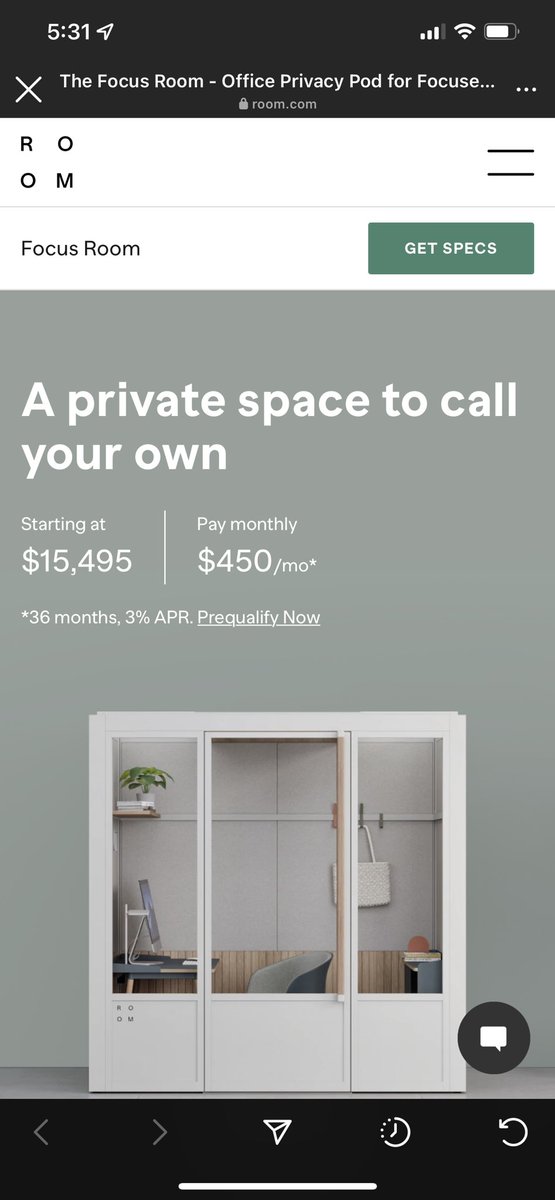 5:31
The Focus Room - Office Privacy Pod for Focuse...
room.com
R O
O M
Focus Room
GET SPECS
A private space to call
your own
Starting at
$15,495
Pay monthly
$450/mo*
*36 months, 3% APR. Prequalify Now
R O
O M